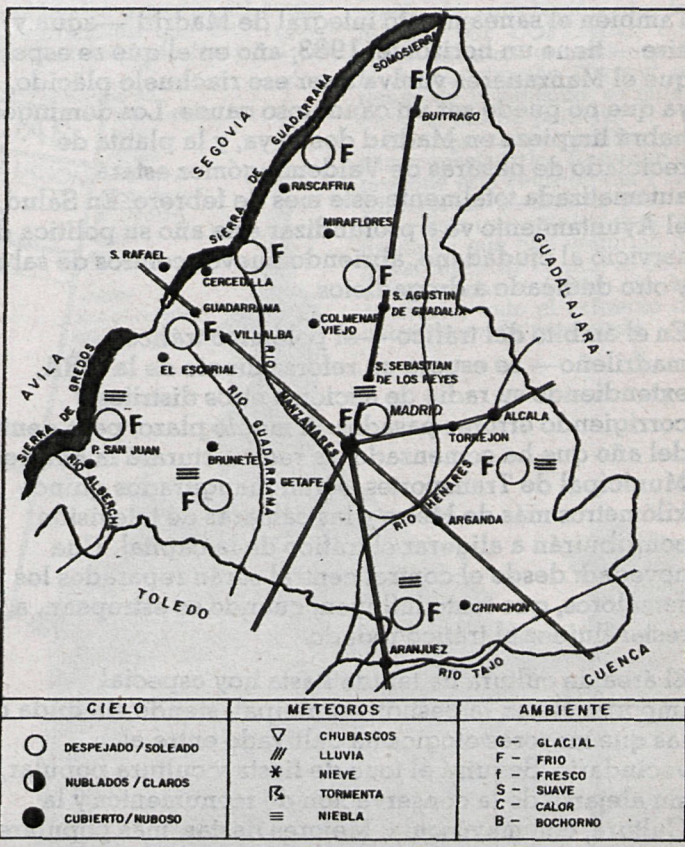 SOMOSIERRA
F
BUITRAGO
SEGOVIA
SIERRA DE GUADARRAMA
F
RASCAFRIA
MIRAFLORES
GUADALAJARA
S. RAFAEL
F
CERCEDILLA
F
S. AGUSTIN
DE GUADALIX
GUADARRAMA
COLMENAR
VIEJO
F
VILLALBA
AVILA
EL ESCORIAL
S. SEBASTIAN
DE LOS REYES
SIERRA DE GREDOS
RIO MANZANARES
F
F
MADRID
ALCALA
TORREJON
RIO GUADARRAMA
P. SAN JUAN
BRUNETE
F
RIO ALBERCHE
F
GETAFE
RIO HENARES
ARGANDA
TOLEDO
F
CHINCHON
ARANJUEZ
RIO TAJO
CUENCA
CIELO
DESPEJADO/SOLEADO
NUBLADOS/CLAROS
CUBIERTO/NUBOSO
METEOROS
CHUBASCOS
LLUVIA
NIEVE
TORMENTA
NIEBLA
AMBIENTE
G - GLACIAL
F - FRIO
f - FRESCO
S - SUAVE
C - CALOR
B - BOCHORNO